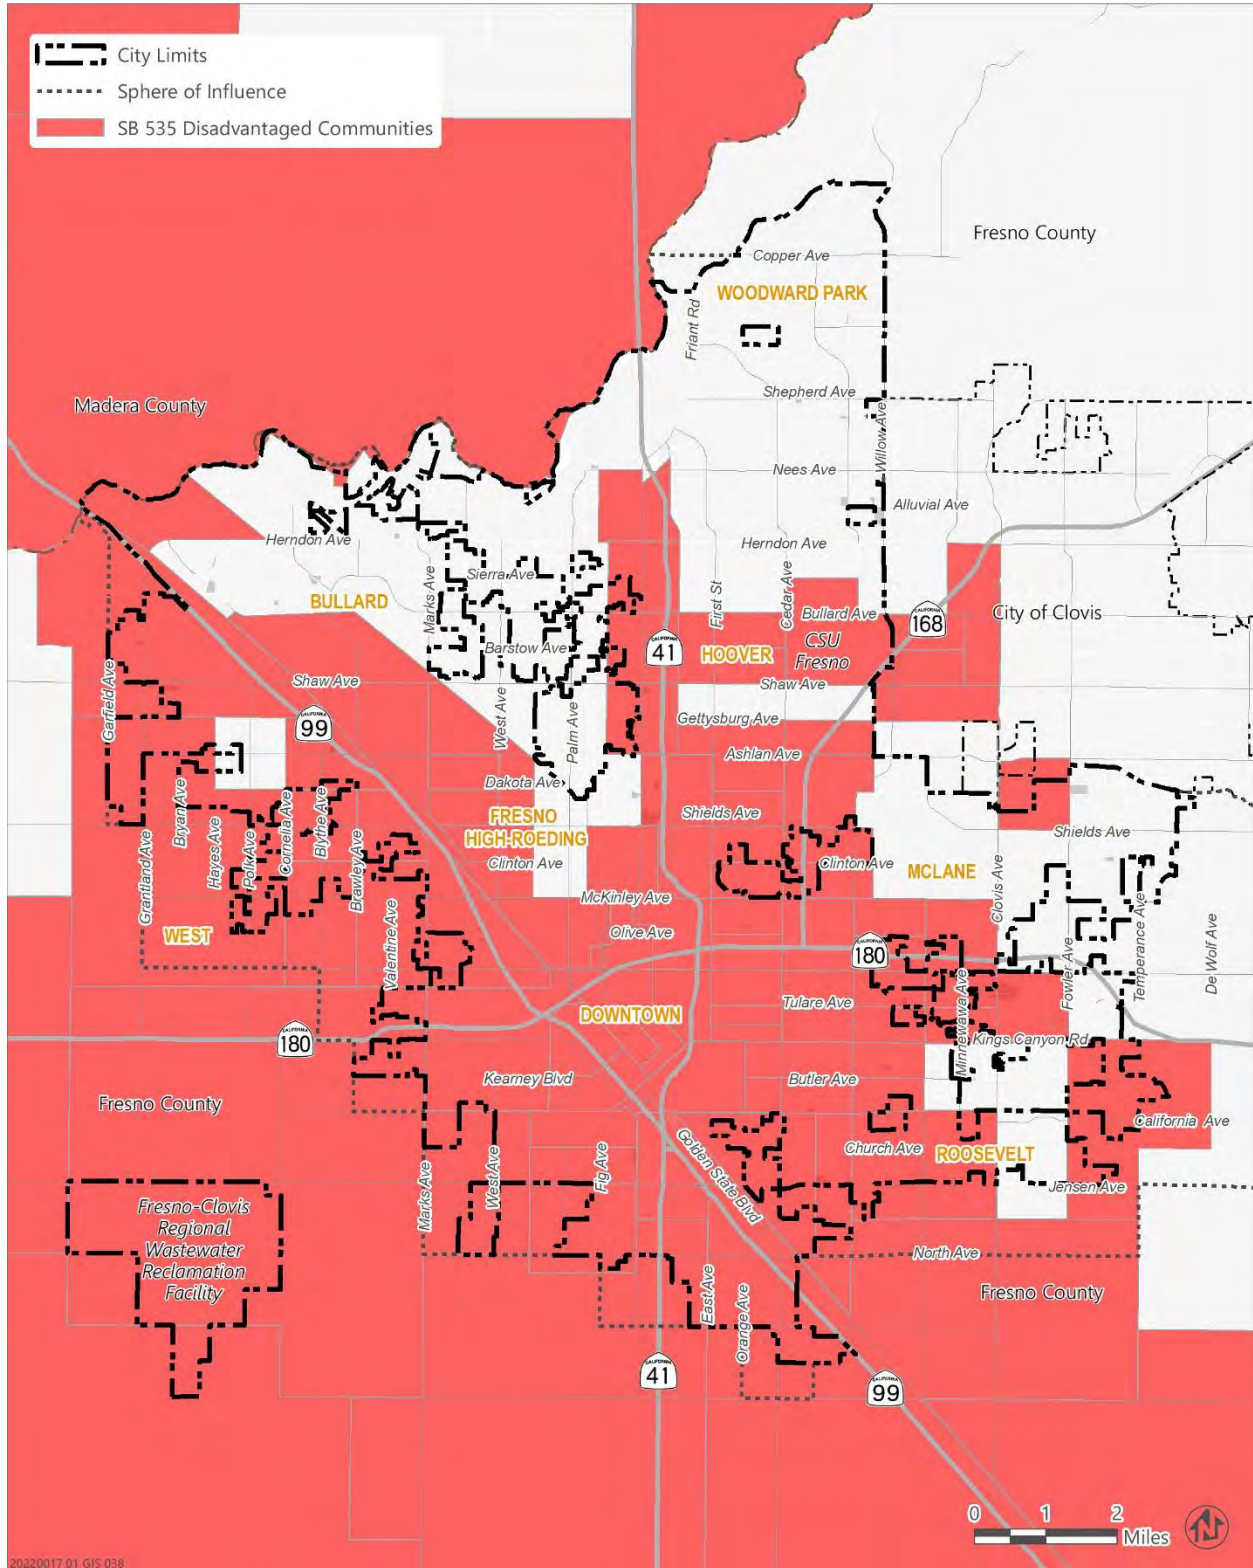 City Limits
Sphere of Influence
SB 535 Disadvantaged Communities
Fresno County
Copper Ave
WOODWARD PARK
Friant Rd
Shepherd Ave
Madera County
Willow Ave
Nees Ave
Alluvial Ave
Herndon Ave
Herndon Ave
Sierra Ave
Marks Ave
BULLARD
First St
Cedar Ave
Bullard Ave
CALIFORNIA
168
City of Clovis
Barstow Ave
CALIFORNIA
41
HOOVER
CSU
Fresno
Garfield Ave
Shaw Ave
Shaw Ave
West Ave
Palm Ave
Gettysburg Ave
CALIFORNIA
99
Ashlan Ave
Dakota Ave
Bryan Ave
Hayes Ave
Polk Ave
Cornelia Ave
Blythe Ave
Brawley Ave
FRESNO
HIGH-ROEDING
Shields Ave
Shields Ave
Grantland Ave
Clinton Ave
Clinton Ave
MCLANE
Clovis Ave
McKinley Ave
WEST
Valentine Ave
Olive Ave
CALIFORNIA
180
Fowler Ave
Temperance Ave
De Wolf Ave
Minnewawa Ave
DOWNTOWN
Tulare Ave
CALIFORNIA
180
Kings Canyon Rd
Kearney Blvd
Butler Ave
Fresno County
California Ave
Golden State Blvd
Church Ave
ROOSEVELT
Marks Ave
West Ave
Fig Ave
Jensen Ave
Fresno-Clovis
Regional
Wastewater
Reclamation
Facility
North Ave
East Ave
Orange Ave
Fresno County
CALIFORNIA
41
CALIFORNIA
99
0 1 2
Miles
N
20220017.01 GIS 038